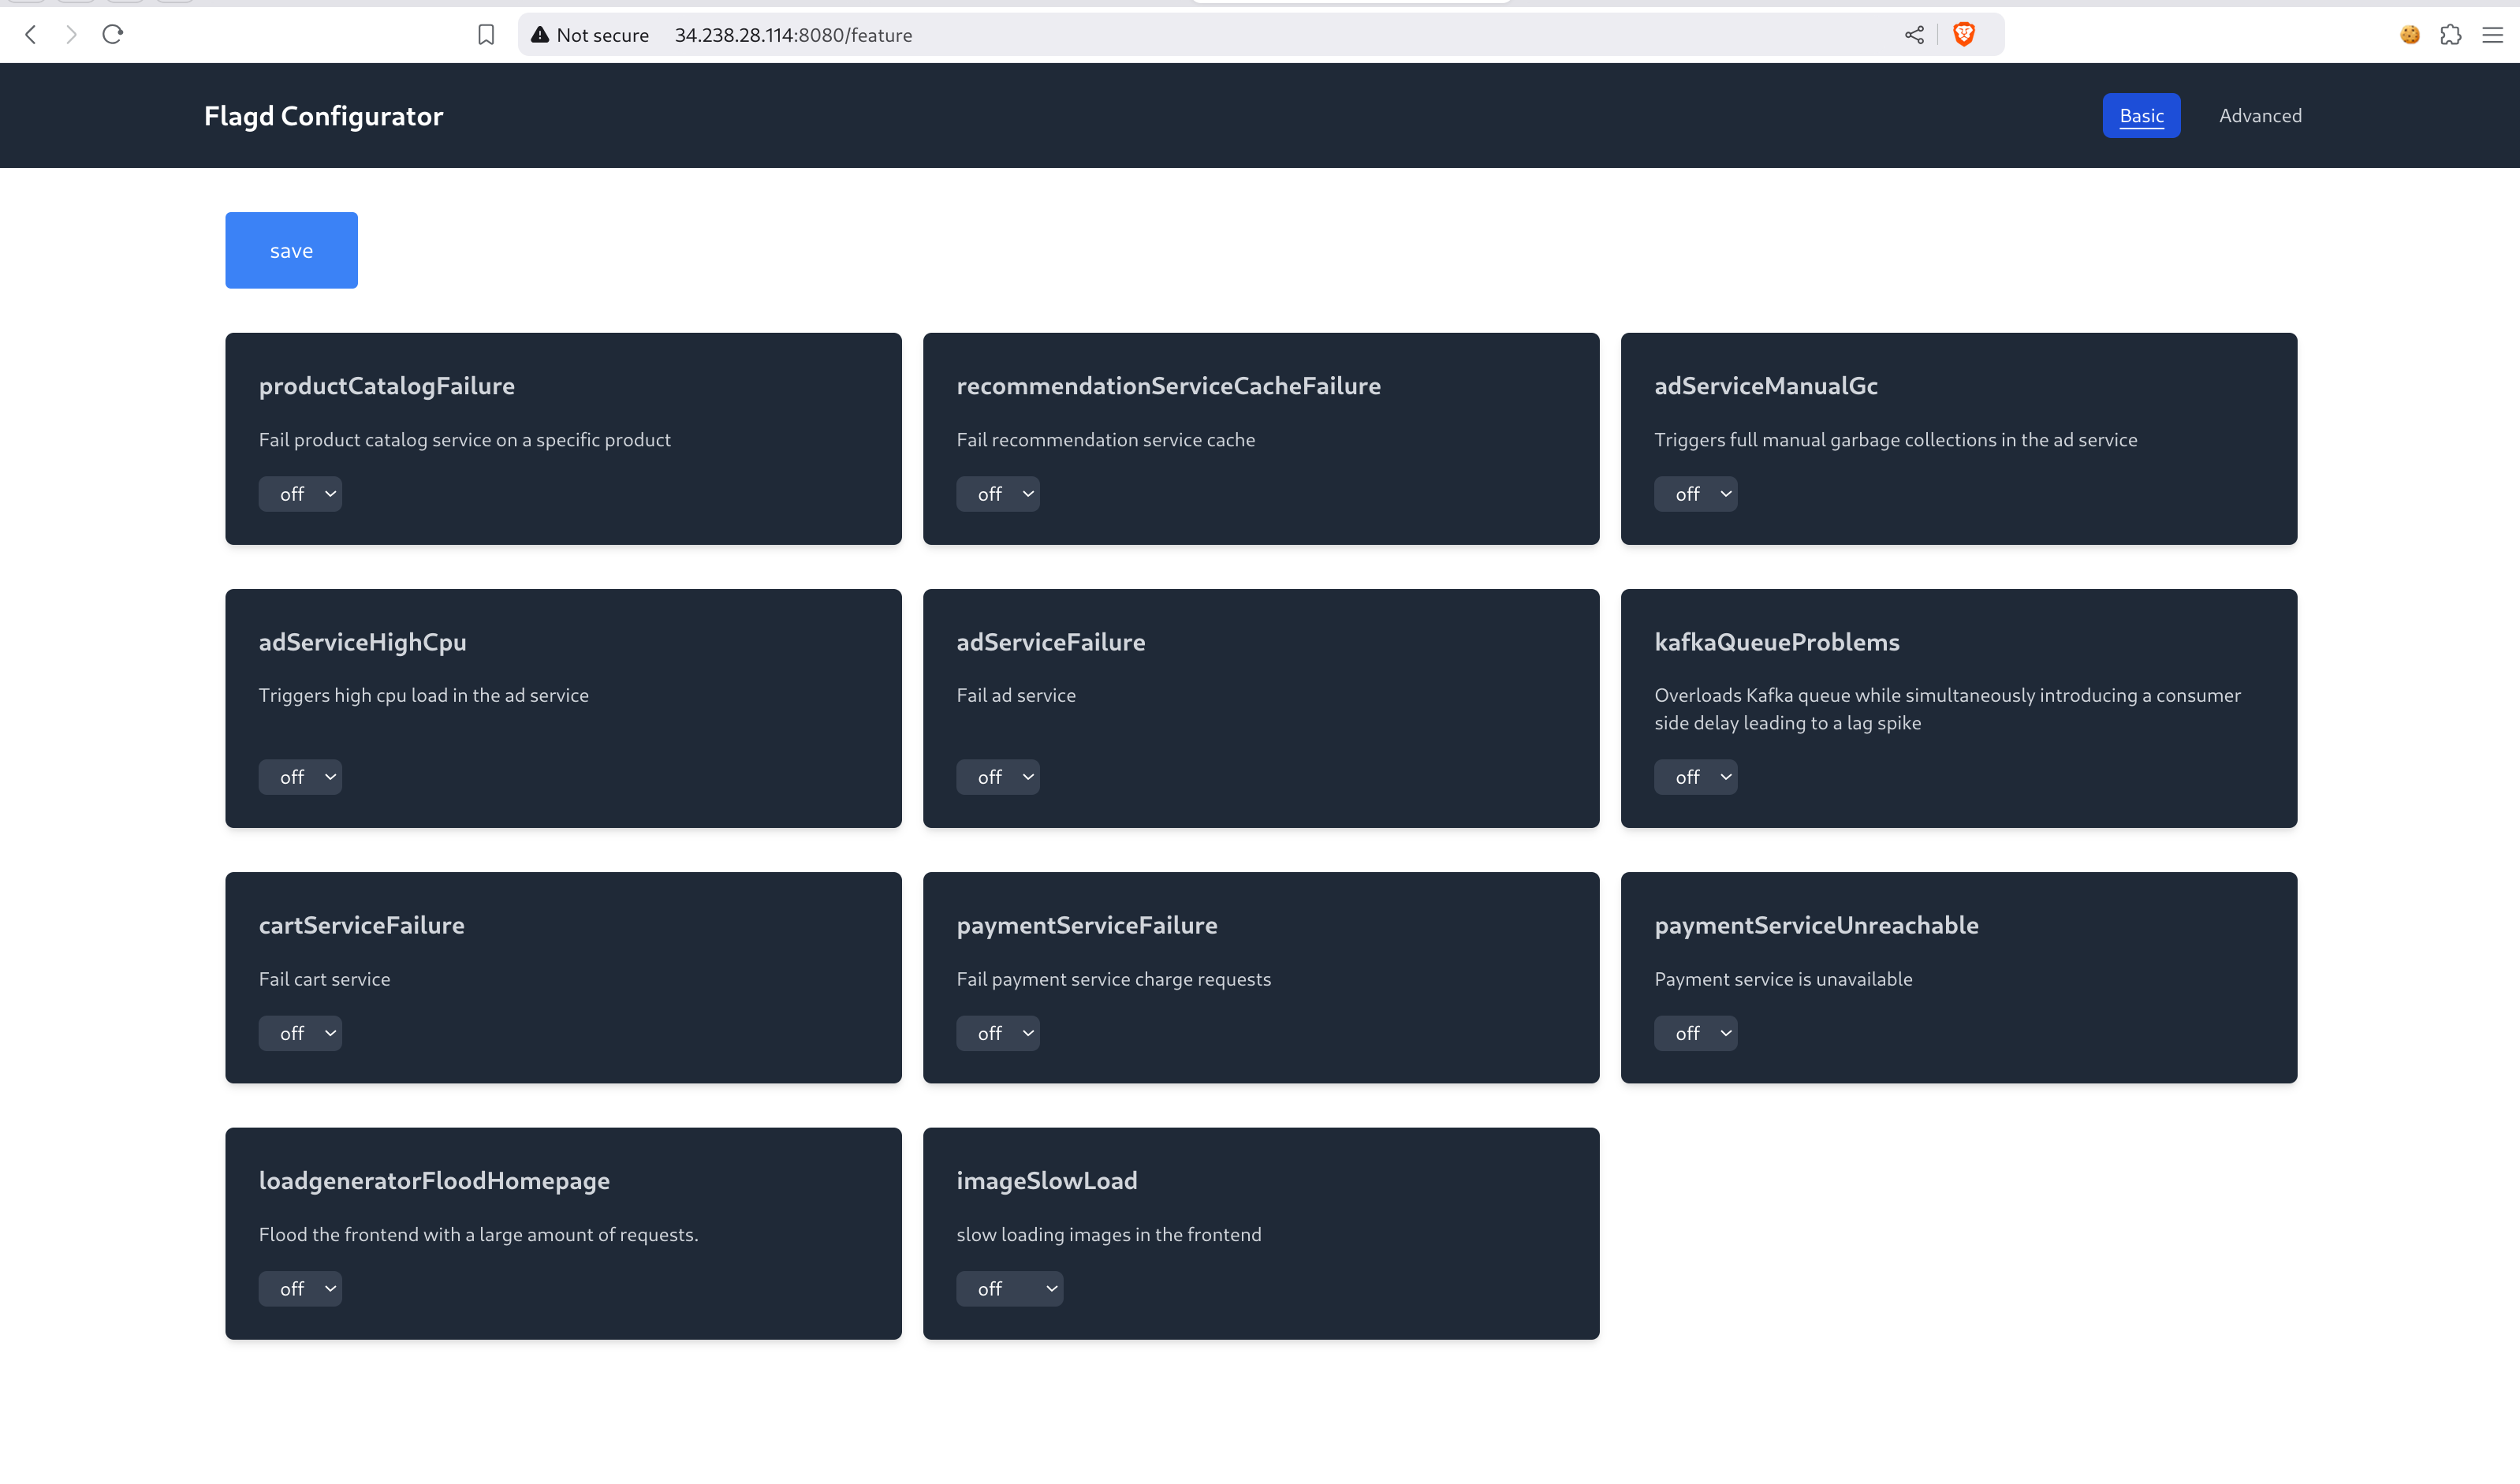 Not secure 34.238.28.114:8080/feature
Flagd Configurator
Basic
Advanced
save
productCatalogFailure
Fail product catalog service on a specific product
off
recommendationServiceCacheFailure
Fail recommendation service cache
off
adServiceManualGc
Triggers full manual garbage collections in the ad service
off
adServiceHighCpu
Triggers high cpu load in the ad service
off
adServiceFailure
Fail ad service
off
kafkaQueueProblems
Overloads Kafka queue while simultaneously introducing a consumer
side delay leading to a lag spike
off
cartServiceFailure
Fail cart service
off
paymentServiceFailure
Fail payment service charge requests
off
paymentServiceUnreachable
Payment service is unavailable
off
loadgeneratorFloodHomepage
Flood the frontend with a large amount of requests.
off
imageSlowLoad
slow loading images in the frontend
off